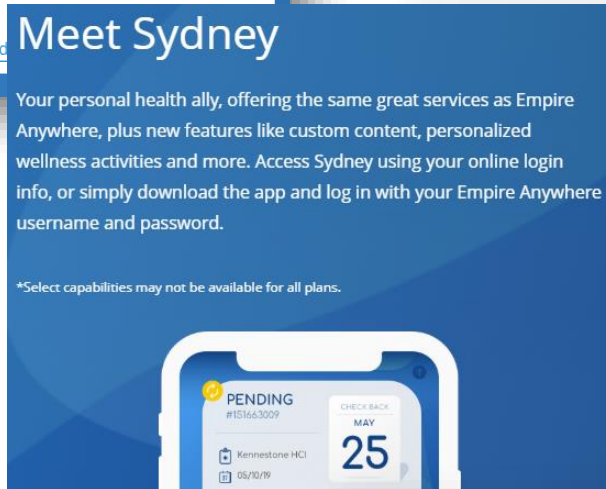 Meet Sydney
Your personal health ally, offering the same great services as Empire
Anywhere, plus new features like custom content, personalized
wellness activities and more. Access Sydney using your online login
info, or simply download the app and log in with your Empire Anywhere
username and password.
*Select capabilities may not be available for all plans.
PENDING
#151663009
CHECK BACK
MAY
25
Kennestone HCI
05/10/19